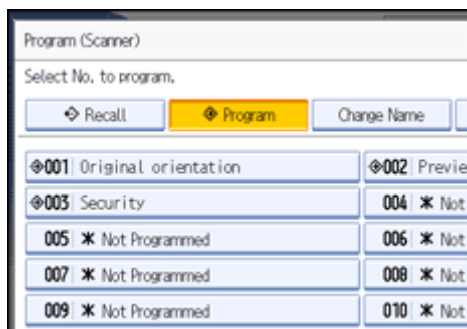 Program (Scanner)
Select No. to program.
Recall Program Change Name
001 Original orientation 002 Previe
003 Security 004 Not
005 Not Programmed 006 Not
007 Not Programmed 008 Not
009 Not Programmed 010 Not